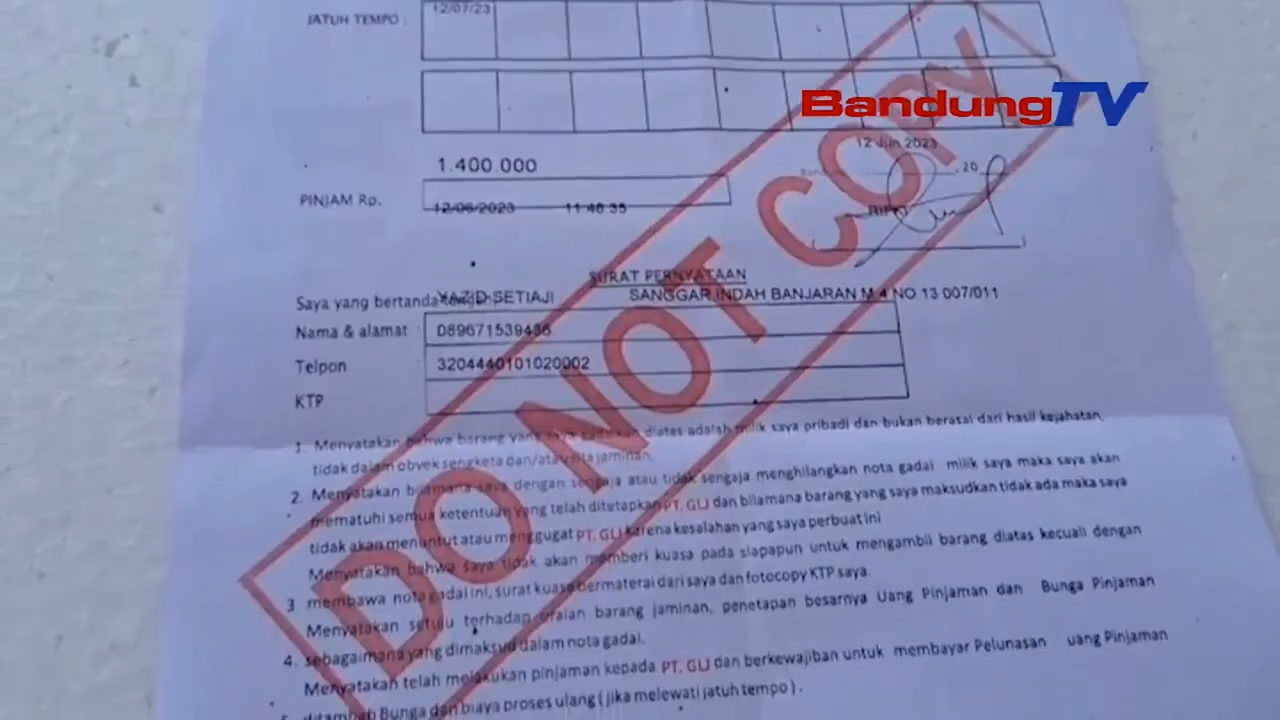 JATUH TEMPO :
12/07/23
BandungTV
12 Jun 2023
, 20
1.400.000
PINJAM Rp.
12/06/2023 11:46:35
SURAT PERNYATAAN
Saya yang bertanda
YAZID SETIAJI SANGGAR INDAH BANJARAN M 4 NO 13 007/011
Nama & alamat : 089671539436
Telpon 3204440101020002
KTP
1. Menyatakan bahwa barang yang saya gadaikan diatas adalah milik saya pribadi dan bukan berasal dari hasil kejahatan,
tidak dalam obyek sengketa dan/atau sita jaminan.
2. Menyatakan bilamana saya dengan sengaja atau tidak sengaja menghilangkan nota gadai milik saya maka saya akan
mematuhi semua ketentuan yang telah ditetapkan PT. GLI dan bilamana barang yang saya maksudkan tidak ada maka saya
tidak akan menuntut atau menggugat PT. GLI karena kesalahan yang saya perbuat ini
Menyatakan bahwa saya tidak akan memberi kuasa pada siapapun untuk mengambil barang diatas kecuali dengan
3 membawa nota gadai ini, surat kuasa bermaterai dari saya dan fotocopy KTP saya.
Menyatakan setuju terhadap uraian barang jaminan, penetapan besarnya Uang Pinjaman dan Bunga Pinjaman
4. sebagaimana yang dimaksud dalam nota gadai.
Menyatakan telah melakukan pinjaman kepada PT. GLI dan berkewajiban untuk membayar Pelunasan uang Pinjaman
5. ditambah Bunga dan biaya proses ulang ( jika melewati jatuh tempo ) .
DO NOT COPY